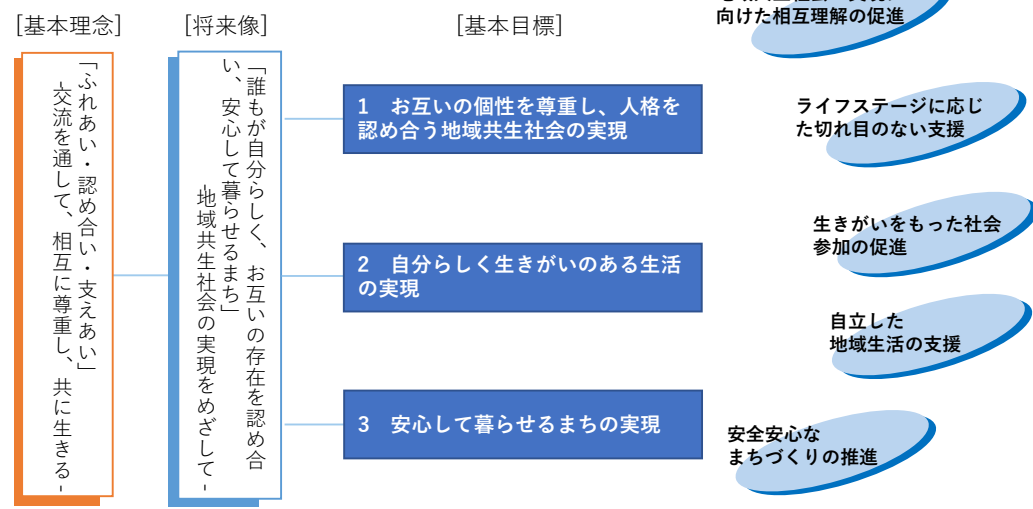 [基本理念]
[将来像]
[基本目標]
「ふれあい・認め合い・支えあい」
-交流を通して、相互に尊重し、共に生きる-
「誰もが自分らしく、お互いの存在を認め合
い、安心して暮らせるまち」
-地域共生社会の実現をめざして-
1 お互いの個性を尊重し、人格を
認め合う地域共生社会の実現
2 自分らしく生きがいのある生活
の実現
3 安心して暮らせるまちの実現
向けた相互理解の促進
ライフステージに応じ
た切れ目のない支援
生きがいをもった社会
参加の促進
自立した
地域生活の支援
安全安心な
まちづくりの推進